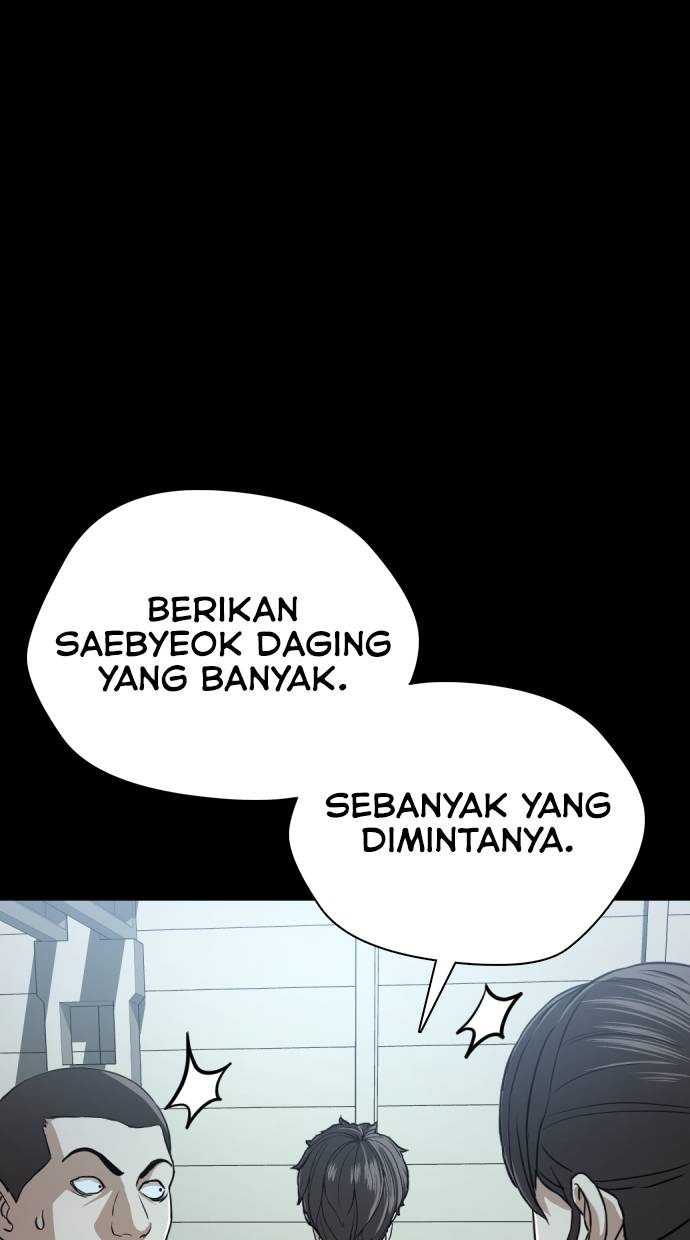 BERIKAN
SAEBYEOK DAGING
YANG BANYAK.
SEBANYAK YANG
DIMINTANYA.